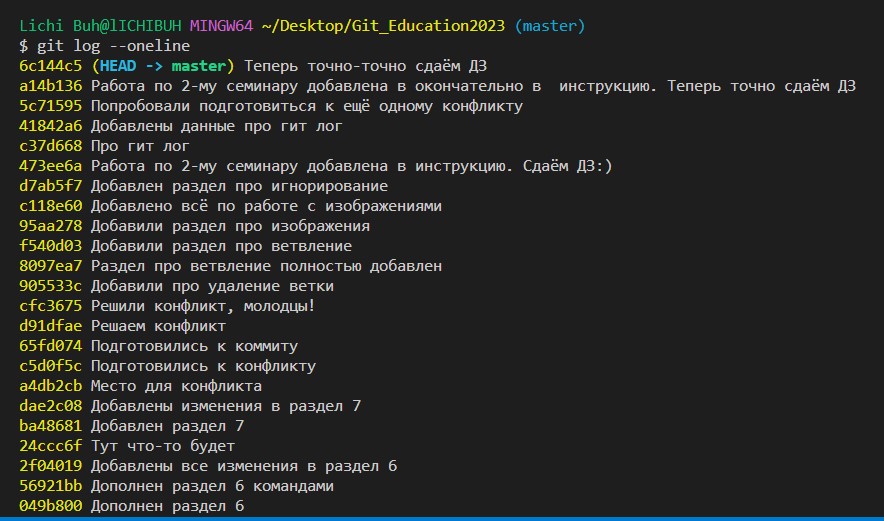 Lichi Buh@lICHIBUH MINGW64 ~/Desktop/Git_Education2023 (master)
$ git log --oneline
6c144c5 (HEAD -> master) Теперь точно-точно сдаём ДЗ
a14b136 Работа по 2-му семинару добавлена в окончательно в  инструкцию. Теперь точно сдаём ДЗ
5c71595 Попробовали подготовиться к ещё одному конфликту
41842a6 Добавлены данные про гит лог
c37d668 Про гит лог
473ee6a Работа по 2-му семинару добавлена в инструкцию. Сдаём ДЗ:)
d7ab5f7 Добавлен раздел про игнорирование
c118e60 Добавлено всё по работе с изображениями
95aa278 Добавили раздел про изображения
f540d03 Добавили раздел про ветвление
8097ea7 Раздел про ветвление полностью добавлен
905533c Добавили про удаление ветки
cfc3675 Решили конфликт, молодцы!
d91dfae Решаем конфликт
65fd074 Подготовились к коммиту
c5d0f5c Подготовились к конфликту
a4db2cb Место для конфликта
dae2c08 Добавлены изменения в раздел 7
ba48681 Добавлен раздел 7
24ccc6f Тут что-то будет
2f04019 Добавлены все изменения в раздел 6
56921bb Дополнен раздел 6 командами
049b800 Дополнен раздел 6